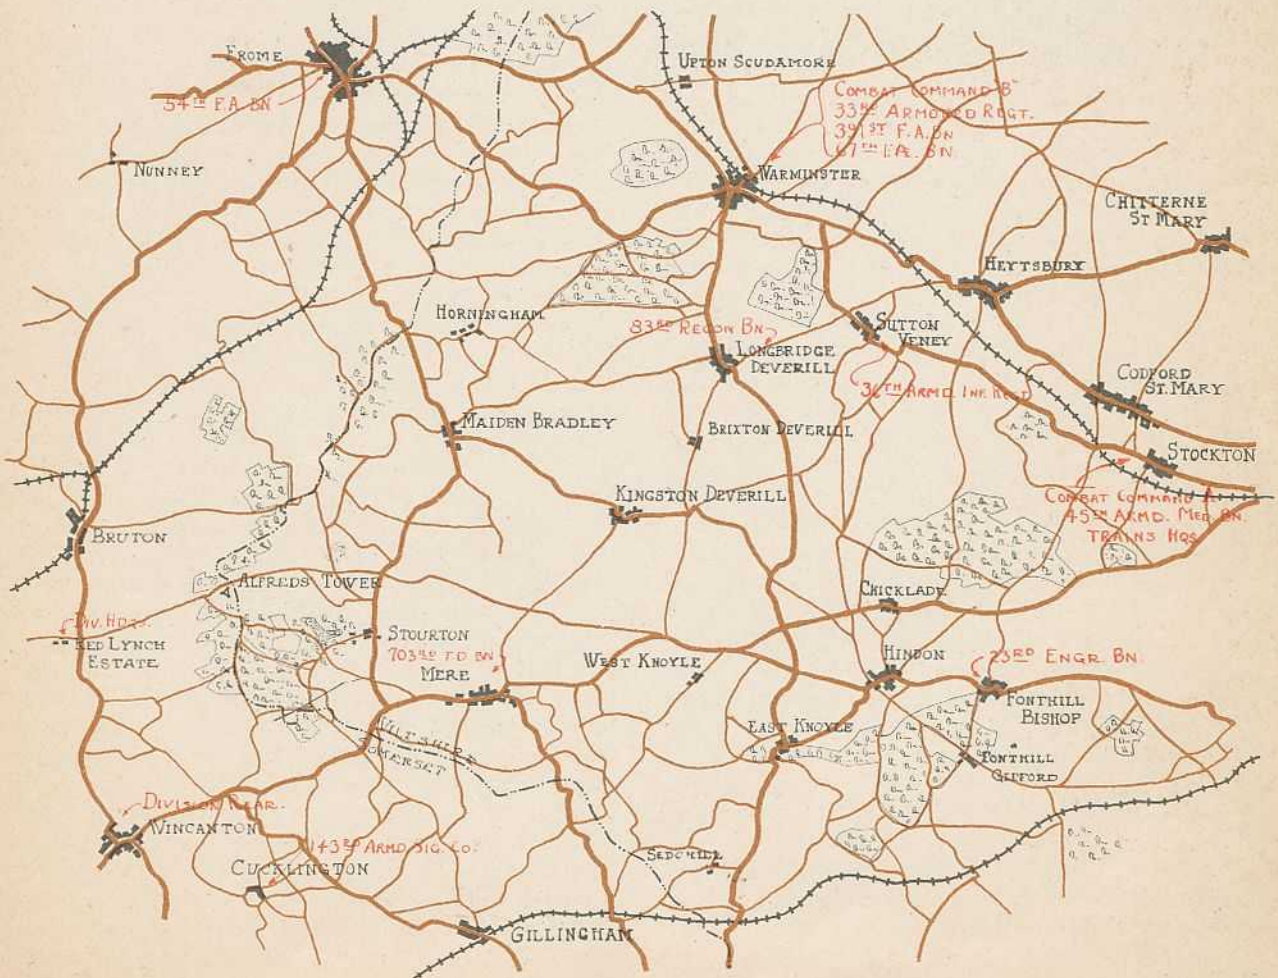 FROME
54TH F.A. BN
UPTON SCUDAMORE
COMBAT COMMAND "B"
33RD ARMORED REGT.
391ST F.A. BN
67TH F.A. BN
NUNNEY
WARMINSTER
CHITTERNE
ST MARY
HEYTSBURY
HORNINGHAM
83RD RECON BN
SUTTON
VENEY
LONGBRIDGE
DEVERILL
36TH ARMD. INF. REGT
CODFORD
ST. MARY
MAIDEN BRADLEY
BRIXTON DEVERILL
STOCKTON
KINGSTON DEVERILL
COMBAT COMMAND A
45TH ARMD. MED. BN.
TRAINS HQS
BRUTON
ALFREDS TOWER
CHICKLADE
DIV. HDQS.
RED LYNCH
ESTATE
STOURTON
703RD T.D. BN
MERE
WEST KNOYLE
HINDON
23RD ENGR. BN.
FONTHILL
BISHOP
WILTSHIRE
SOMERSET
EAST KNOYLE
FONTHILL
GIFFORD
DIVISION REAR.
WINCANTON
143RD ARMD SIG. CO.
CUCKLINGTON
SEDGHILL
GILLINGHAM